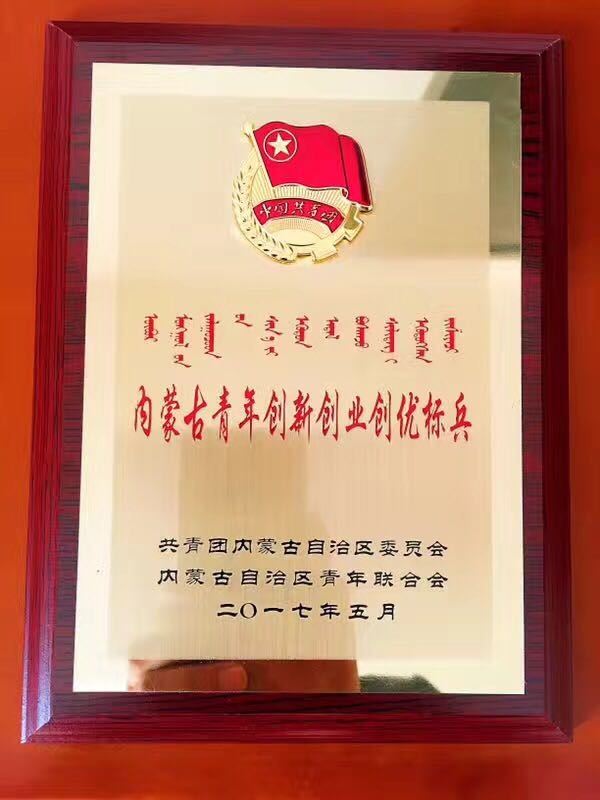 中国共青团
内蒙古青年创新创业创优标兵
共青团内蒙古自治区委员会
内蒙古自治区青年联合会
二〇一七年五月